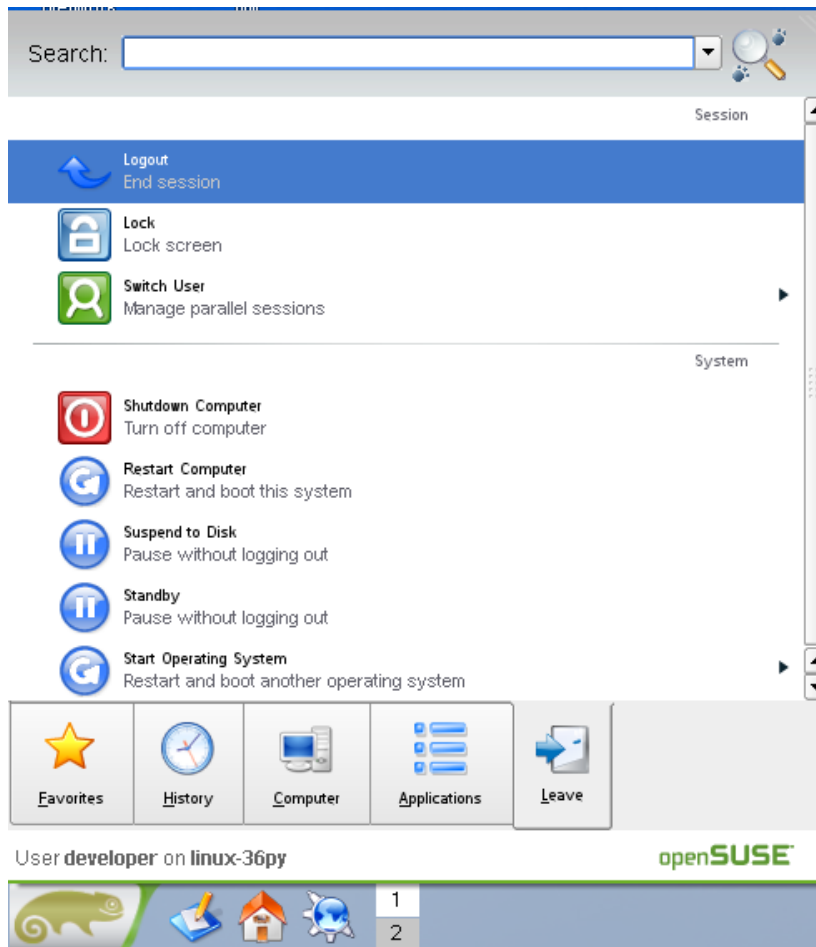 Search:
Session
Logout
End session
Lock
Lock screen
Switch User
Manage parallel sessions
System
Shutdown Computer
Turn off computer
Restart Computer
Restart and boot this system
Suspend to Disk
Pause without logging out
Standby
Pause without logging out
Start Operating System
Restart and boot another operating system
Favorites History Computer Applications Leave
User developer on linux-36py openSUSE
1
2